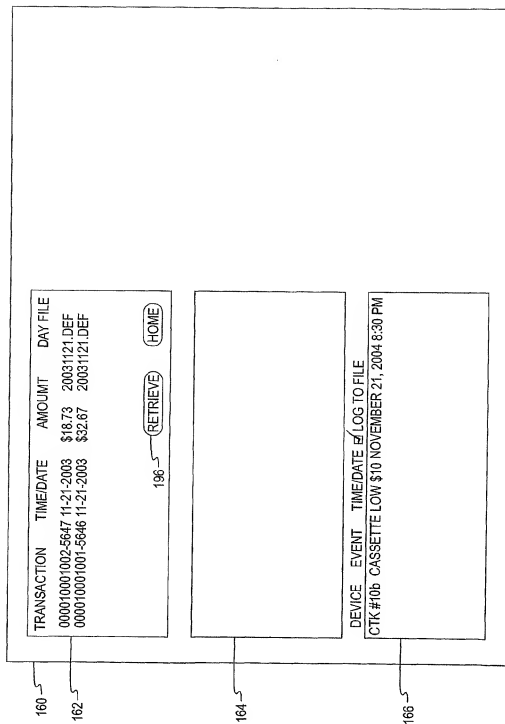 160
162
TRANSACTION TIME/DATE AMOUMT DAY FILE
000010001002-5647 11-21-2003 $18.73 20031121.DEF
000010001001-5646 11-21-2003 $32.67 20031121.DEF
196 RETRIEVE HOME
164
DEVICE EVENT TIME/DATE LOG TO FILE
CTK #10b CASSETTE LOW $10 NOVEMBER 21, 2004 8:30 PM
166